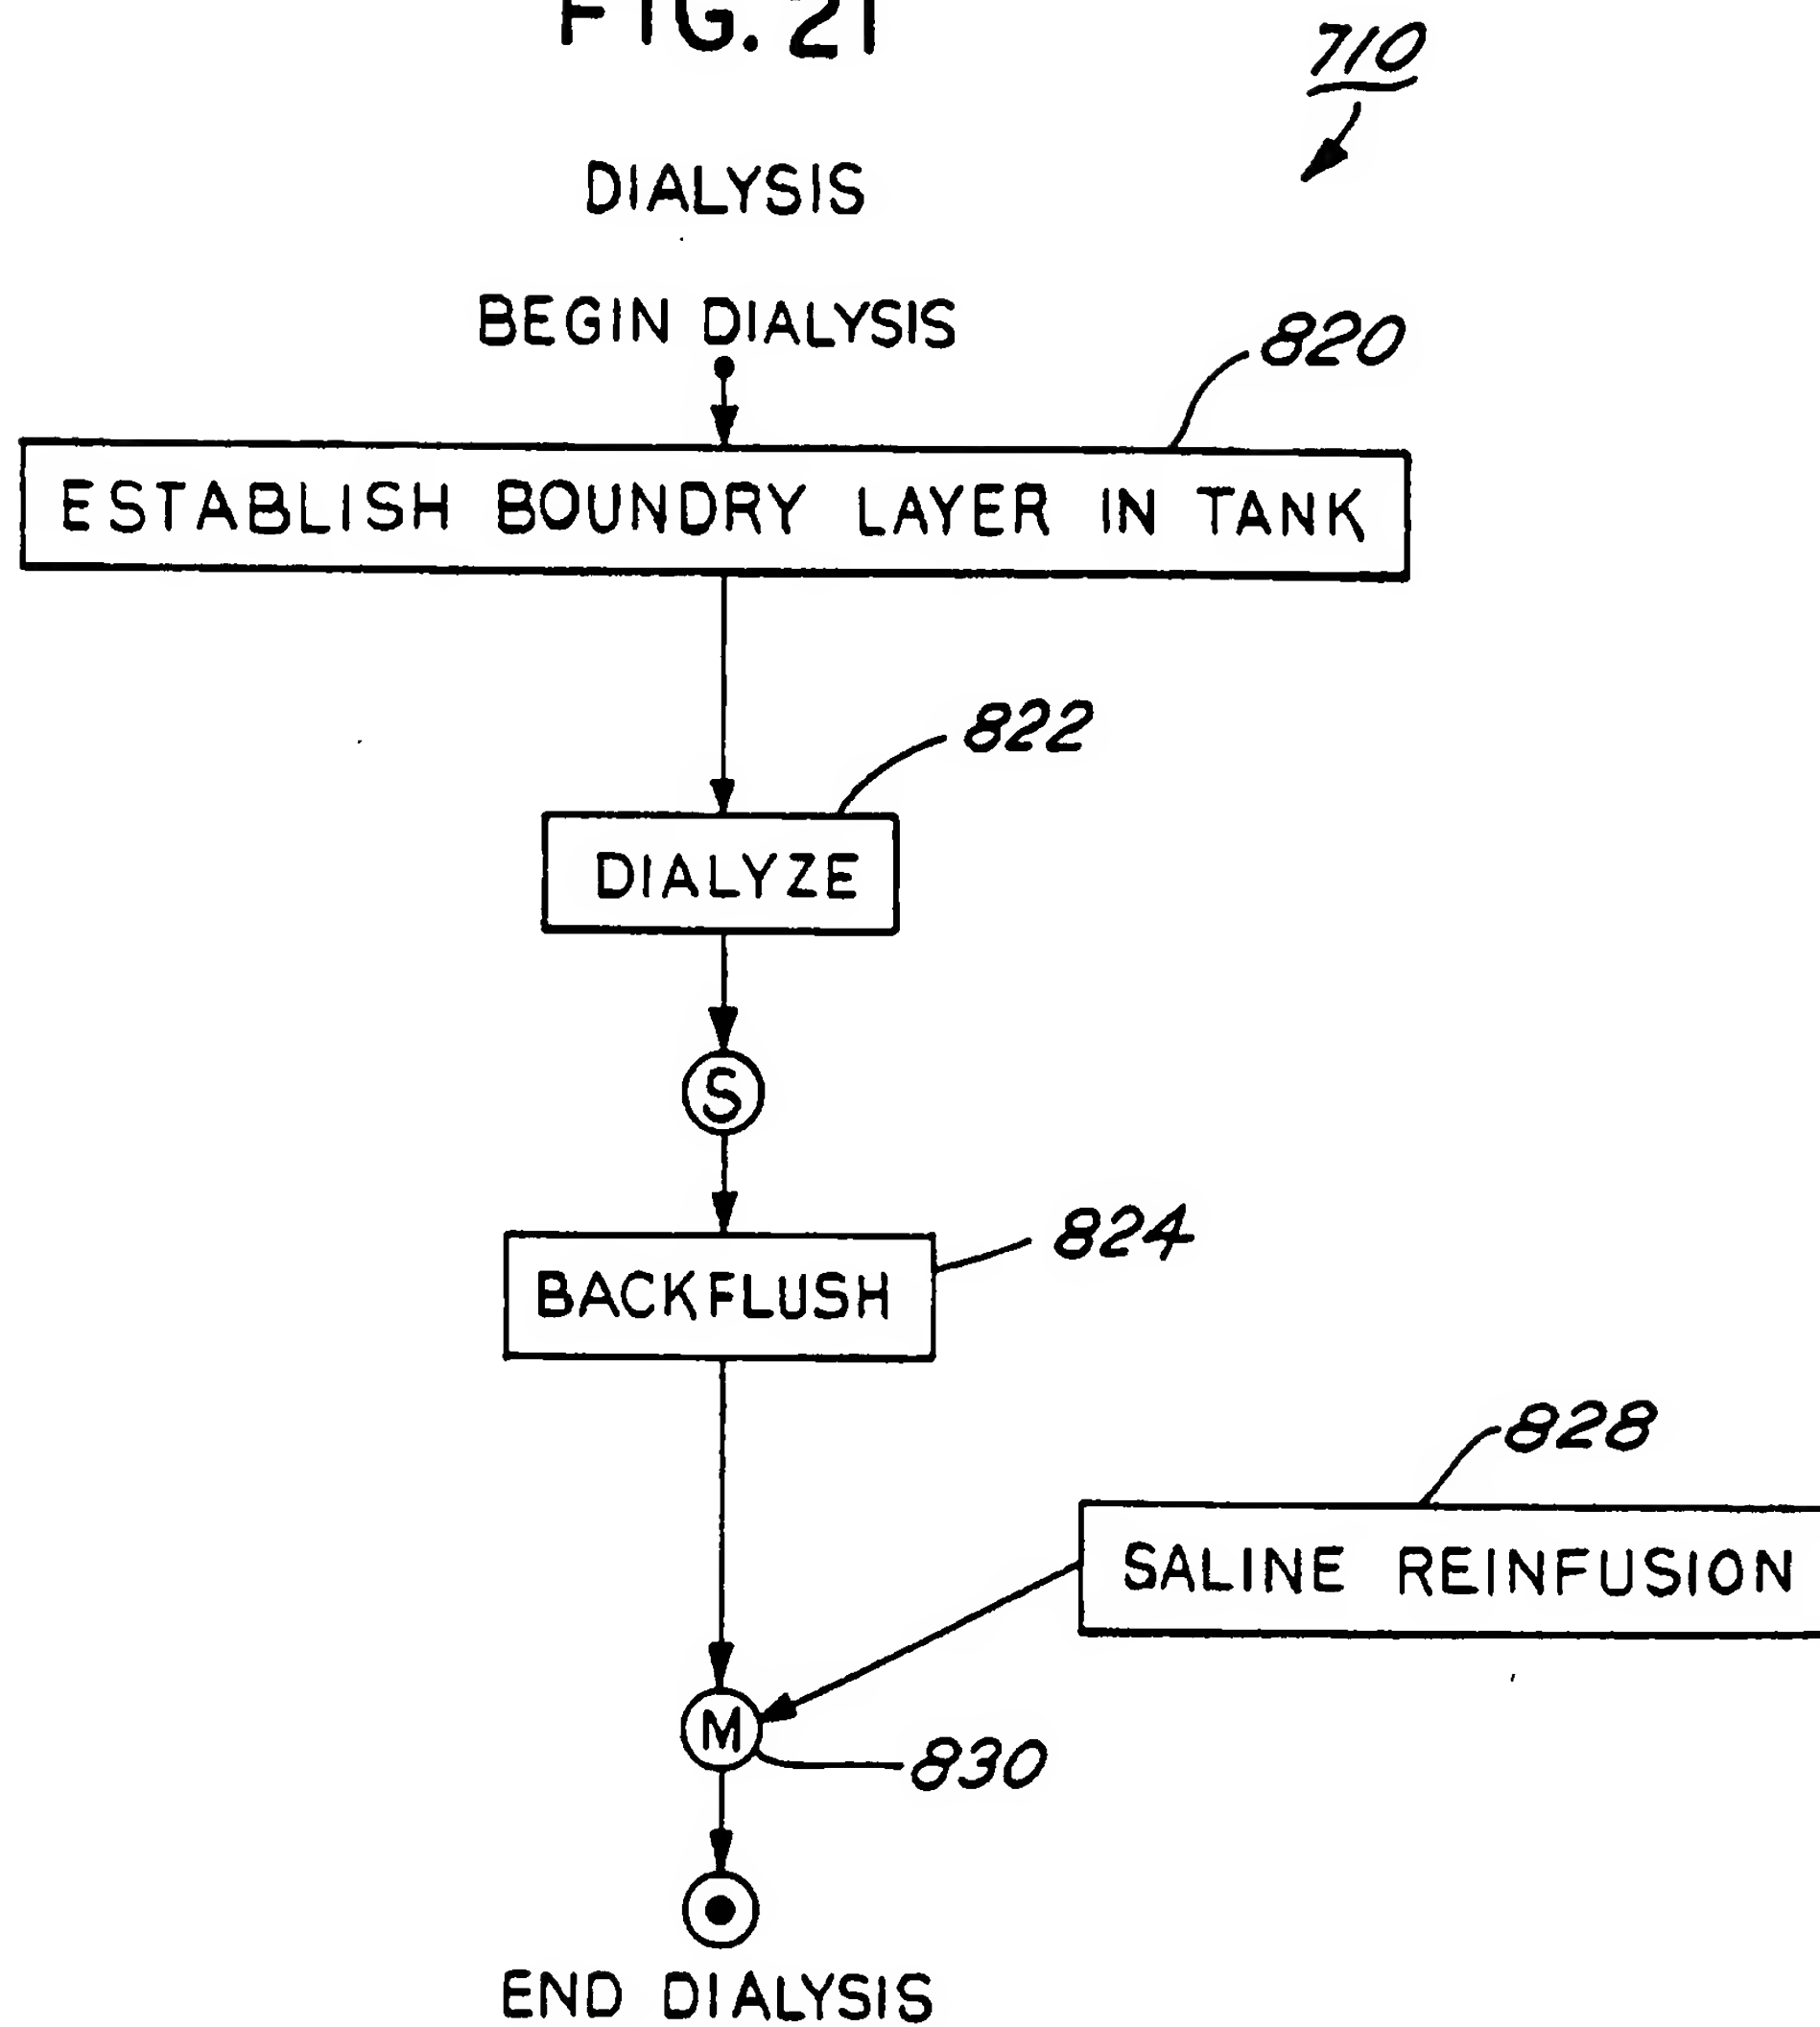 FIG. 21
710
DIALYSIS
BEGIN DIALYSIS
820
ESTABLISH BOUNDRY LAYER IN TANK
822
DIALYZE
S
BACKFLUSH
824
828
SALINE REINFUSION
M
830
END DIALYSIS